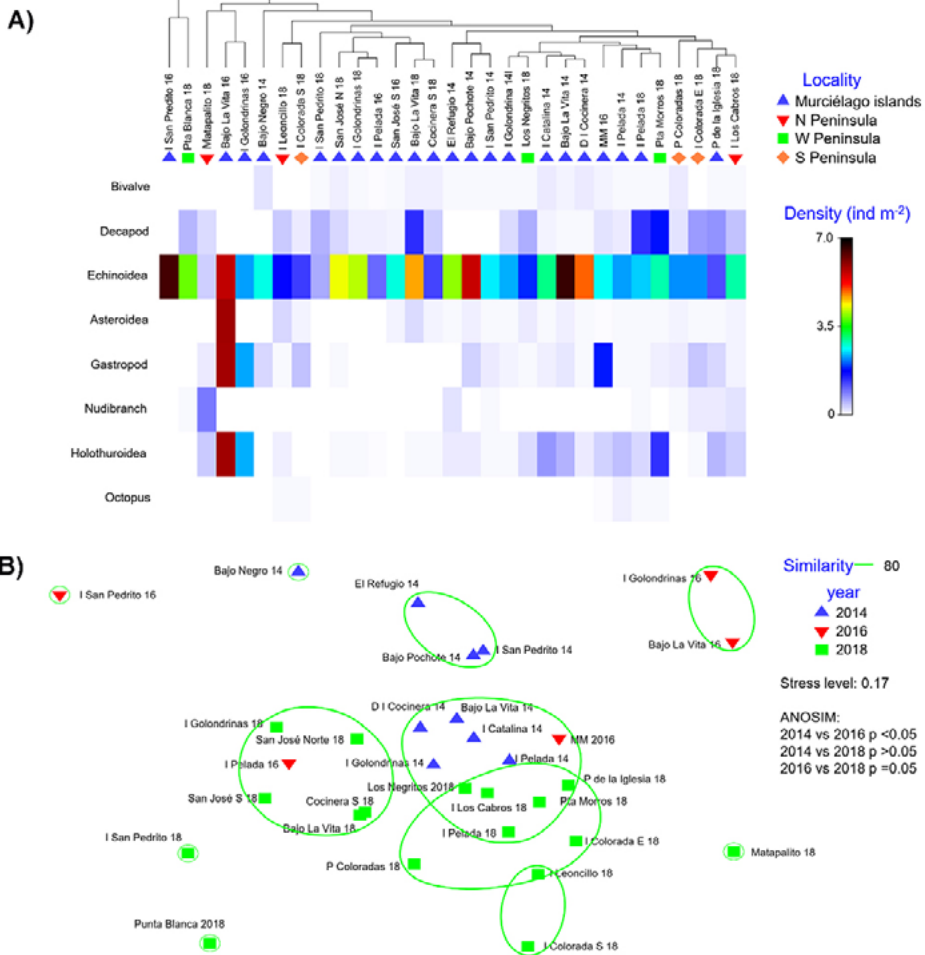 A)
I San Predito 16
Pta Blanca 18
Matapalito 18
Bajo La Vita 16
I Golondrinas 16
Bajo Negro 14
I Leoncillo 18
I Colorada S 18
I San Pedrito 18
San José N 18
I Golondrinas 18
I Pelada 16
San José S 16
Bajo La Vita 18
Cocinera S 18
El Refugio 14
Bajo Pochote 14
I San Podrito 14
I Golondrina 14I
Los Negritos 18
I Catalina 14
Bajo La Vita 14
D I Cocinera 14
MM 16
I Pelada 14
I Pelada 18
Pta Morros 18
P Coloradas 18
I Colorada E 18
P de la Iglesia 18
I Los Cabros 18
Locality
Murciélago islands
N Peninsula
W Peninsula
S Peninsula
Bivalve
Decapod
Echinoidea
Asteroidea
Gastropod
Nudibranch
Holothuroidea
Octopus
Density (ind m-2)
7.0
3.5
0
B)
I San Pedrito 16
Bajo Negro 14
El Refugio 14
Bajo Pochote 14
I San Pedrito 14
I Golondrinas 16
Bajo La Vita 16
D I Cocinera 14
Bajo La Vita 14
I Catalina 14
MM 2016
I Golondrinas 14
I Pelada 14
I Golondrinas 18
San José Norte 18
I Pelada 16
San José S 18
Cocinera S 18
Bajo La Vita 18
Los Negritos 2018
P de la Iglesia 18
I Los Cabros 18
Pta Morros 18
I Pelada 18
I Colorada E 18
P Coloradas 18
I Leoncillo 18
I San Pedrito 18
Matapalito 18
Punta Blanca 2018
I Colorada S 18
Similarity 80
year
2014
2016
2018
Stress level: 0.17
ANOSIM:
2014 vs 2016 p <0.05
2014 vs 2018 p >0.05
2016 vs 2018 p =0.05